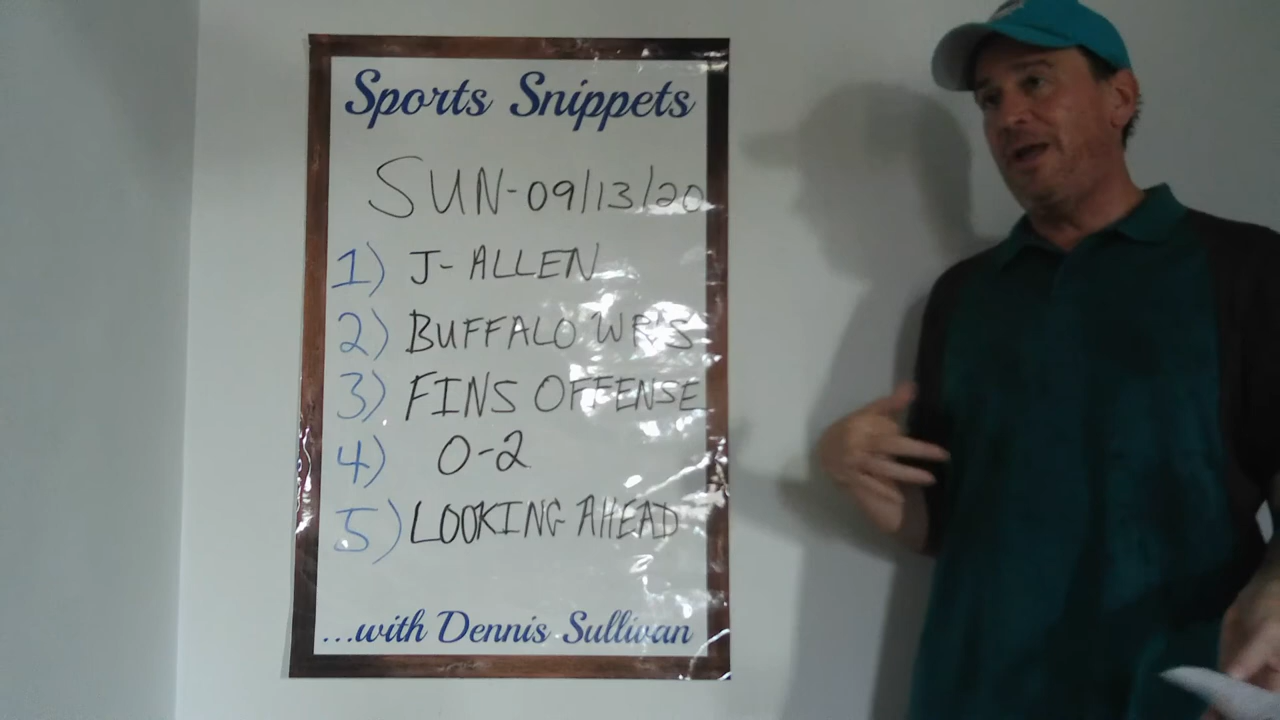 Sports Snippets
SUN-09/13/20
1) J-ALLEN
2) BUFFALO WR'S
3) FINS OFFENSE
4) 0-2
5) LOOKING AHEAD
...with Dennis Sullivan